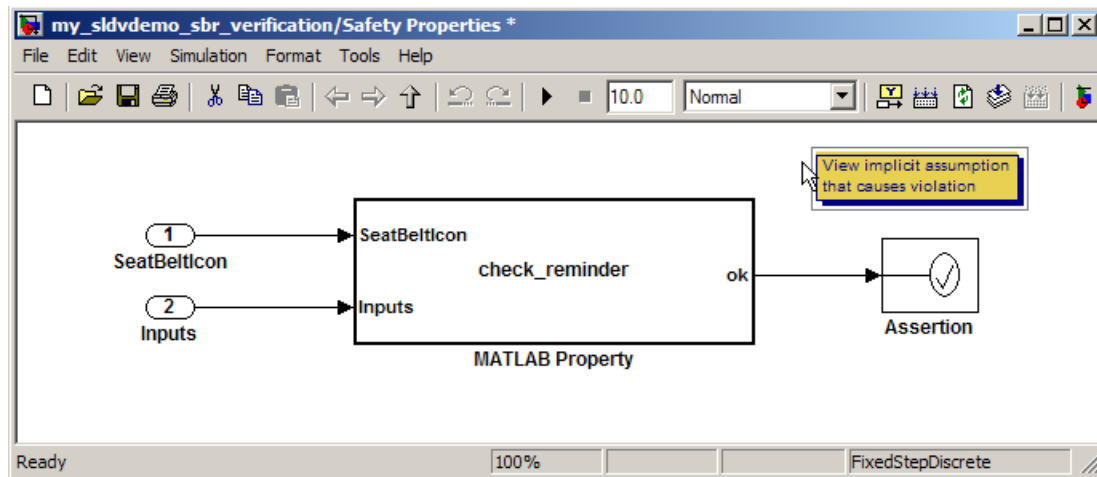 my_sldvdemo_sbr_verification/Safety Properties *
File Edit View Simulation Format Tools Help
10.0 Normal
View implicit assumption
that causes violation
1
SeatBeltIcon
2
Inputs
SeatBeltIcon
check_reminder
ok
Inputs
MATLAB Property
Assertion
Ready 100% FixedStepDiscrete